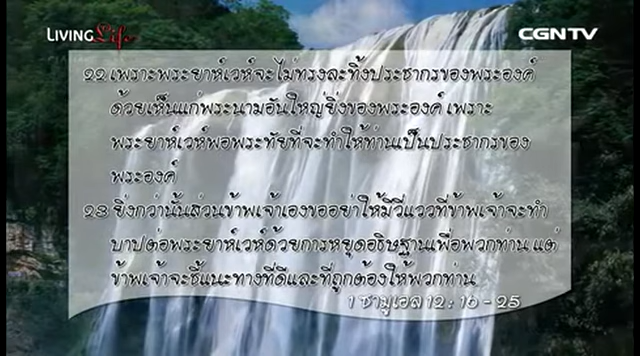 LIVING Life
CGNTV
22 เพราะพระยาห์เวห์จะไม่ทรงละทิ้งประชากรของพระองค์
ด้วยเห็นแก่พระนามอันใหญ่ยิ่งของพระองค์ เพราะ
พระยาห์เวห์พอพระทัยที่จะทำให้ท่านเป็นประชากรของ
พระองค์
23 ยิ่งกว่านั้นส่วนข้าพเจ้าเองขออย่าให้มีวี่แววที่ข้าพเจ้าจะทำ
บาปต่อพระยาห์เวห์ด้วยการหยุดอธิษฐานเพื่อพวกท่าน แต่
ข้าพเจ้าจะชี้แนะทางที่ดีและที่ถูกต้องให้พวกท่าน
1 ซามูเอล 12 : 16 - 25